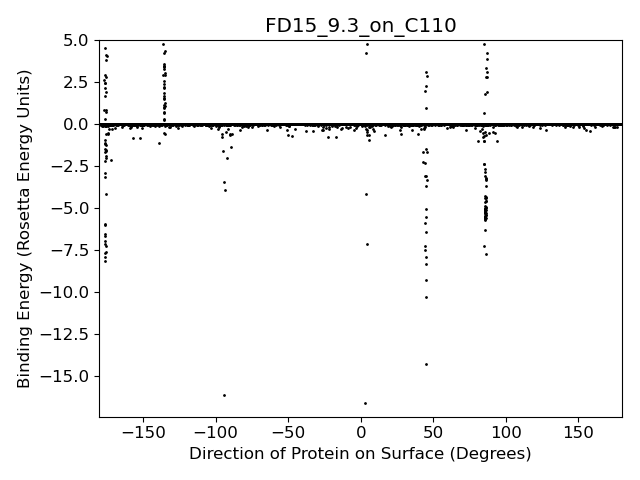 FD15_9.3_on_C110
Binding Energy (Rosetta Energy Units)
5.0
2.5
0.0
−2.5
−5.0
−7.5
−10.0
−12.5
−15.0
−150 −100 −50 0 50 100 150
Direction of Protein on Surface (Degrees)